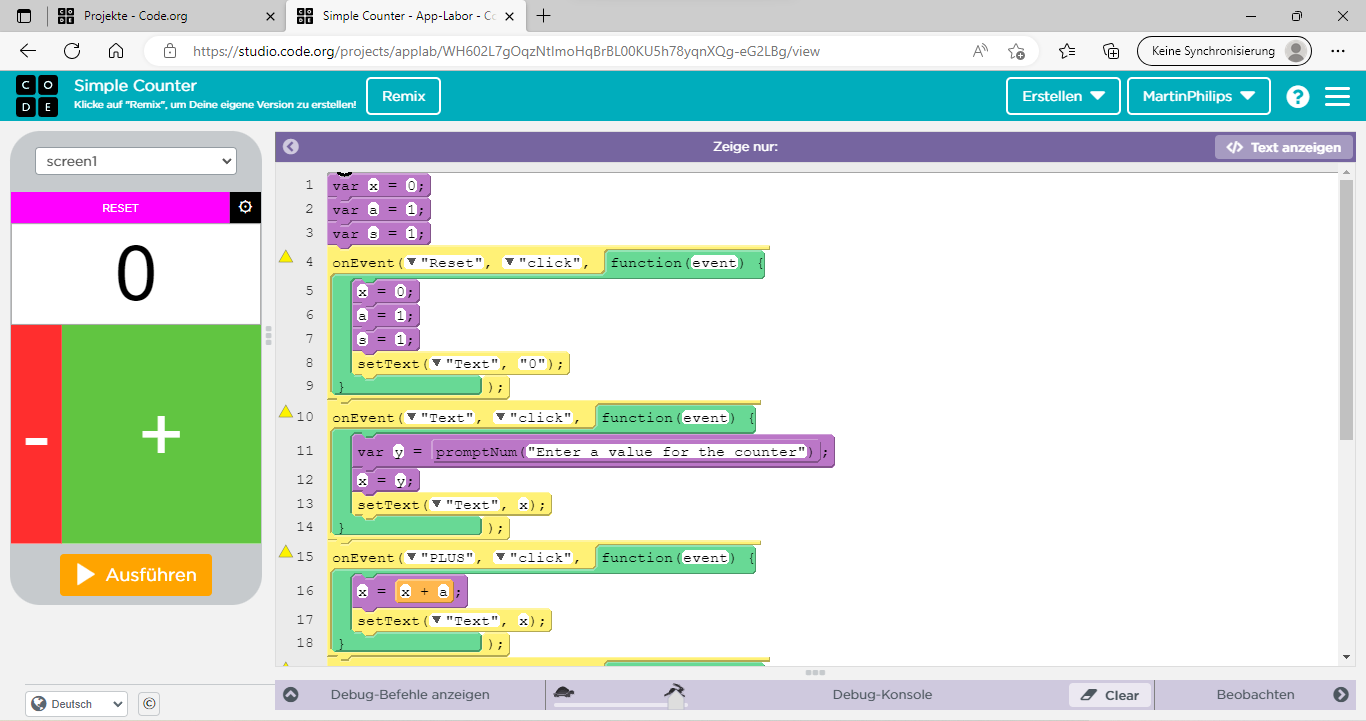 Projekte - Code.org
Simple Counter - App-Labor - Co
https://studio.code.org/projects/applab/WH602L7gOqzNtImoHqBrBL00KU5h78yqnXQg-eG2LBg/view
Keine Synchronisierung
CODE
Simple Counter
Klicke auf "Remix", um Deine eigene Version zu erstellen!
Remix
Erstellen
MartinPhilips
?
screen1
RESET
0
-
+
Ausführen
Zeige nur:
</> Text anzeigen
1 var x = 0;
2 var a = 1;
3 var s = 1;
4 onEvent(▼"Reset", ▼"click", function(event) {
5 x = 0;
6 a = 1;
7 s = 1;
8 setText(▼"Text", "0");
9 } );
10 onEvent(▼"Text", ▼"click", function(event) {
11 var y = promptNum("Enter a value for the counter");
12 x = y;
13 setText(▼"Text", x);
14 } );
15 onEvent(▼"PLUS", ▼"click", function(event) {
16 x = x + a;
17 setText(▼"Text", x);
18 } );
Debug-Befehle anzeigen
Debug-Konsole
Clear
Beobachten
Deutsch
©